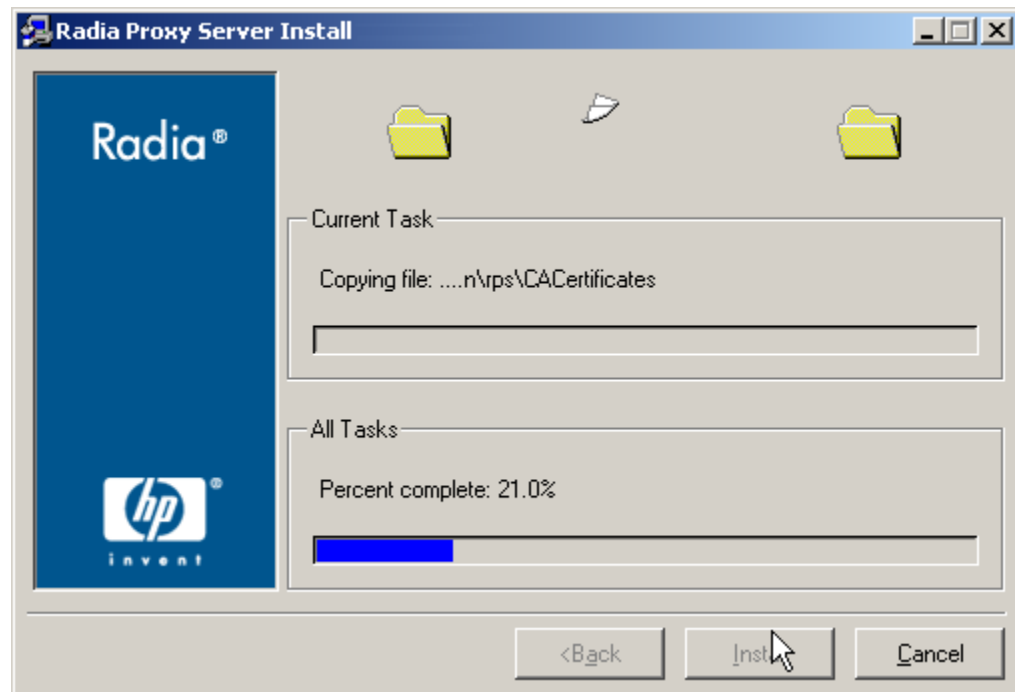 Radia Proxy Server Install
Radia®
Current Task
Copying file: ....n\rps\CACertificates
All Tasks
Percent complete: 21.0%
hp®
invent
<Back
Cancel